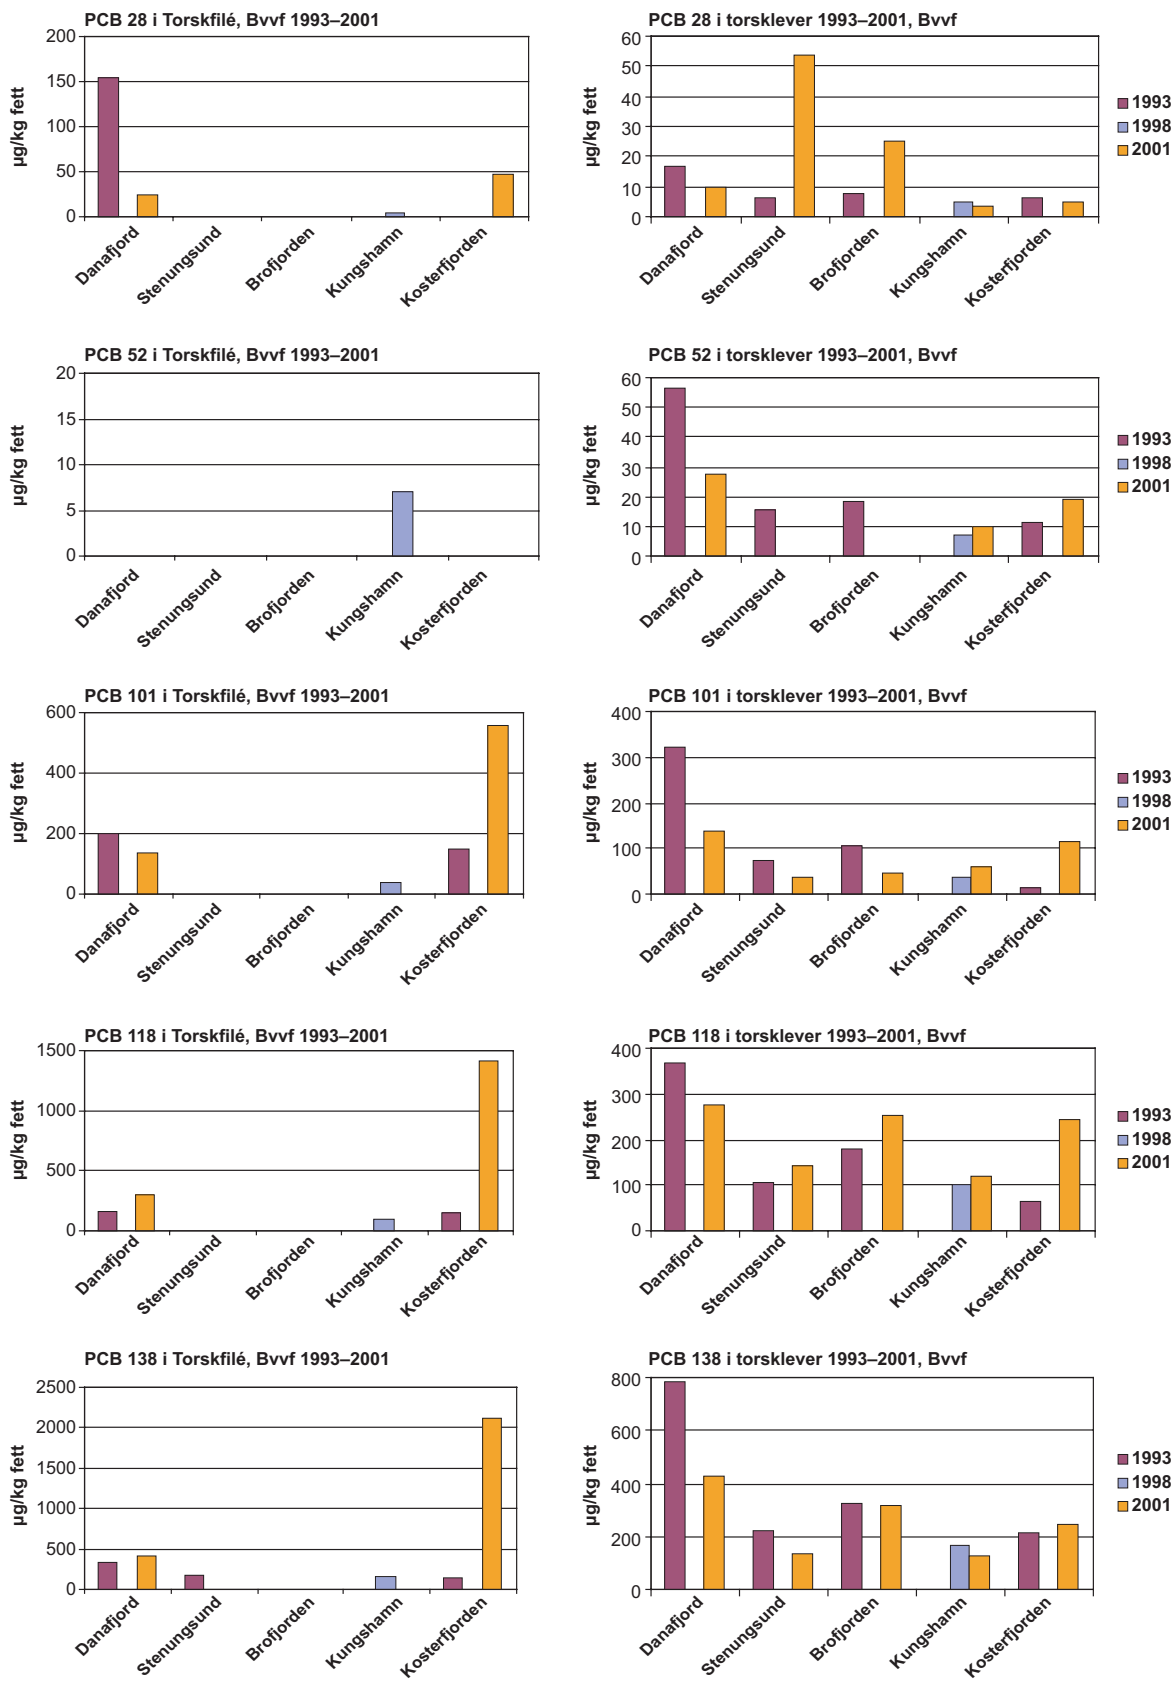 PCB 28 i Torskfilé, Bvvf 1993–2001
µg/kg fett
200
150
100
50
0
Danafjord
Stenungsund
Brofjorden
Kungshamn
Kosterfjorden
PCB 28 i torsklever 1993–2001, Bvvf
µg/kg fett
60
50
40
30
20
10
0
Danafjord
Stenungsund
Brofjorden
Kungshamn
Kosterfjorden
1993
1998
2001
PCB 52 i Torskfilé, Bvvf 1993–2001
µg/kg fett
20
15
10
5
0
Danafjord
Stenungsund
Brofjorden
Kungshamn
Kosterfjorden
PCB 52 i torsklever 1993–2001, Bvvf
µg/kg fett
60
50
40
30
20
10
0
Danafjord
Stenungsund
Brofjorden
Kungshamn
Kosterfjorden
1993
1998
2001
PCB 101 i Torskfilé, Bvvf 1993–2001
µg/kg fett
600
400
200
0
Danafjord
Stenungsund
Brofjorden
Kungshamn
Kosterfjorden
PCB 101 i torsklever 1993–2001, Bvvf
µg/kg fett
400
300
200
100
0
Danafjord
Stenungsund
Brofjorden
Kungshamn
Kosterfjorden
1993
1998
2001
PCB 118 i Torskfilé, Bvvf 1993–2001
µg/kg fett
1500
1000
500
0
Danafjord
Stenungsund
Brofjorden
Kungshamn
Kosterfjorden
PCB 118 i torsklever 1993–2001, Bvvf
µg/kg fett
400
300
200
100
0
Danafjord
Stenungsund
Brofjorden
Kungshamn
Kosterfjorden
1993
1998
2001
PCB 138 i Torskfilé, Bvvf 1993–2001
µg/kg fett
2500
2000
1500
1000
500
0
Danafjord
Stenungsund
Brofjorden
Kungshamn
Kosterfjorden
PCB 138 i torsklever 1993–2001, Bvvf
µg/kg fett
800
600
400
200
0
Danafjord
Stenungsund
Brofjorden
Kungshamn
Kosterfjorden
1993
1998
2001